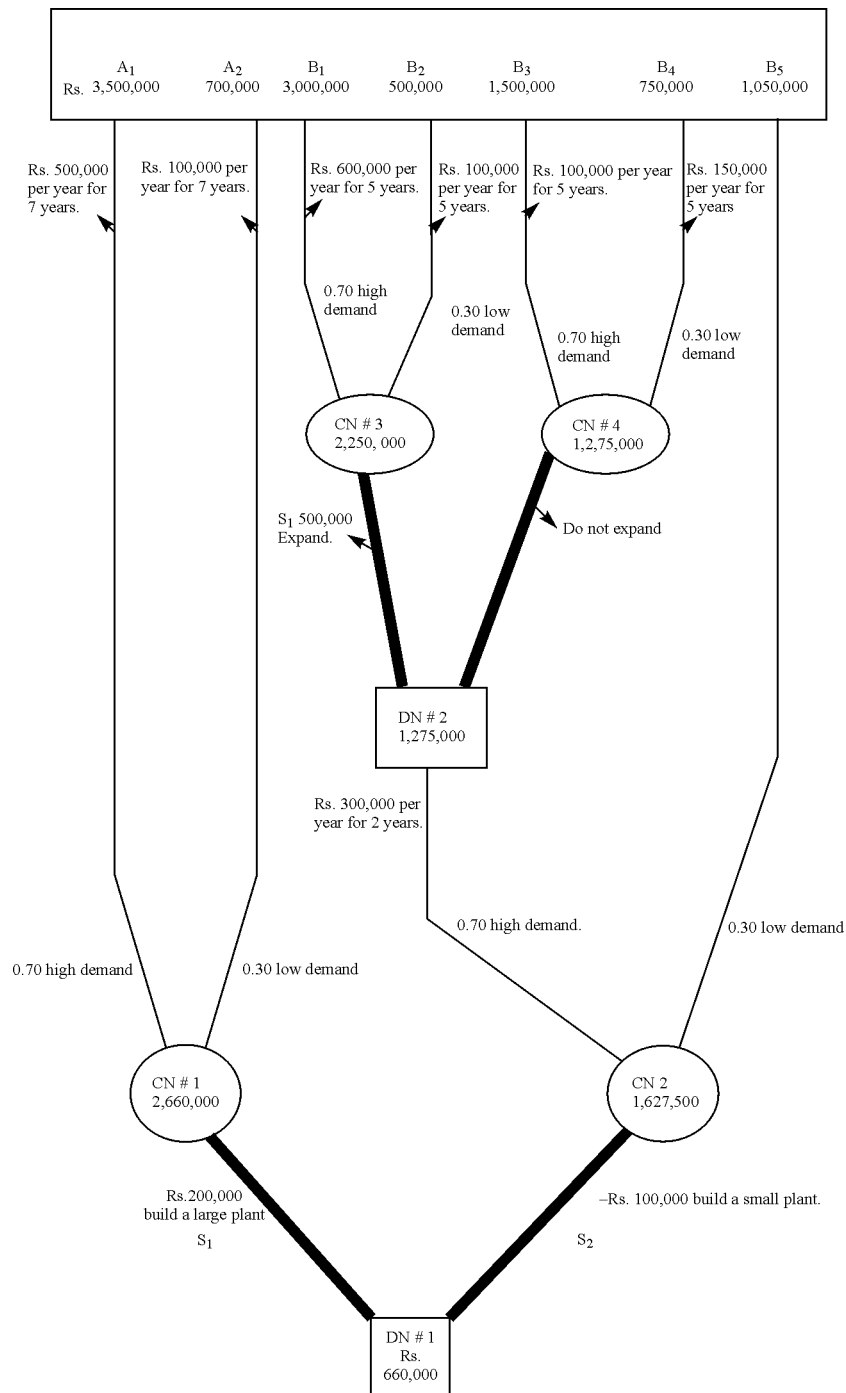 A1 A2 B1 B2 B3 B4 B5
Rs. 3,500,000 700,000 3,000,000 500,000 1,500,000 750,000 1,050,000
Rs. 500,000
per year for
7 years.
Rs. 100,000 per
year for 7 years.
Rs. 600,000 per
year for 5 years.
Rs. 100,000
per year for
5 years.
Rs. 100,000 per year
for 5 years.
Rs. 150,000
per year for
5 years
0.70 high
demand
0.30 low
demand
0.70 high
demand
0.30 low
demand
CN # 3
2,250, 000
CN # 4
1,2,75,000
S1 500,000
Expand.
Do not expand
DN # 2
1,275,000
Rs. 300,000 per
year for 2 years.
0.70 high demand.
0.30 low demand
0.70 high demand
0.30 low demand
CN # 1
2,660,000
CN 2
1,627,500
Rs.200,000
build a large plant
S1
–Rs. 100,000 build a small plant.
S2
DN # 1
Rs.
660,000